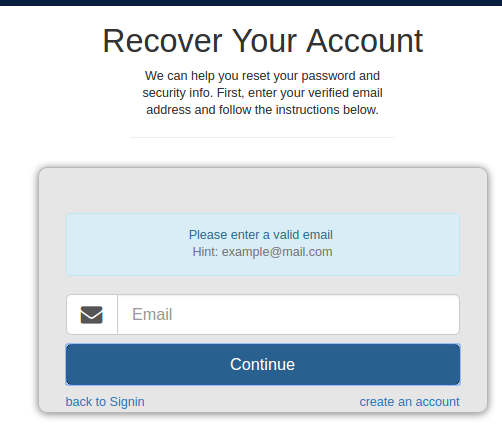 Recover Your Account
We can help you reset your password and
security info. First, enter your verified email
address and follow the instructions below.
Please enter a valid email
Hint: example@mail.com
Email
Continue
back to Signin
create an account